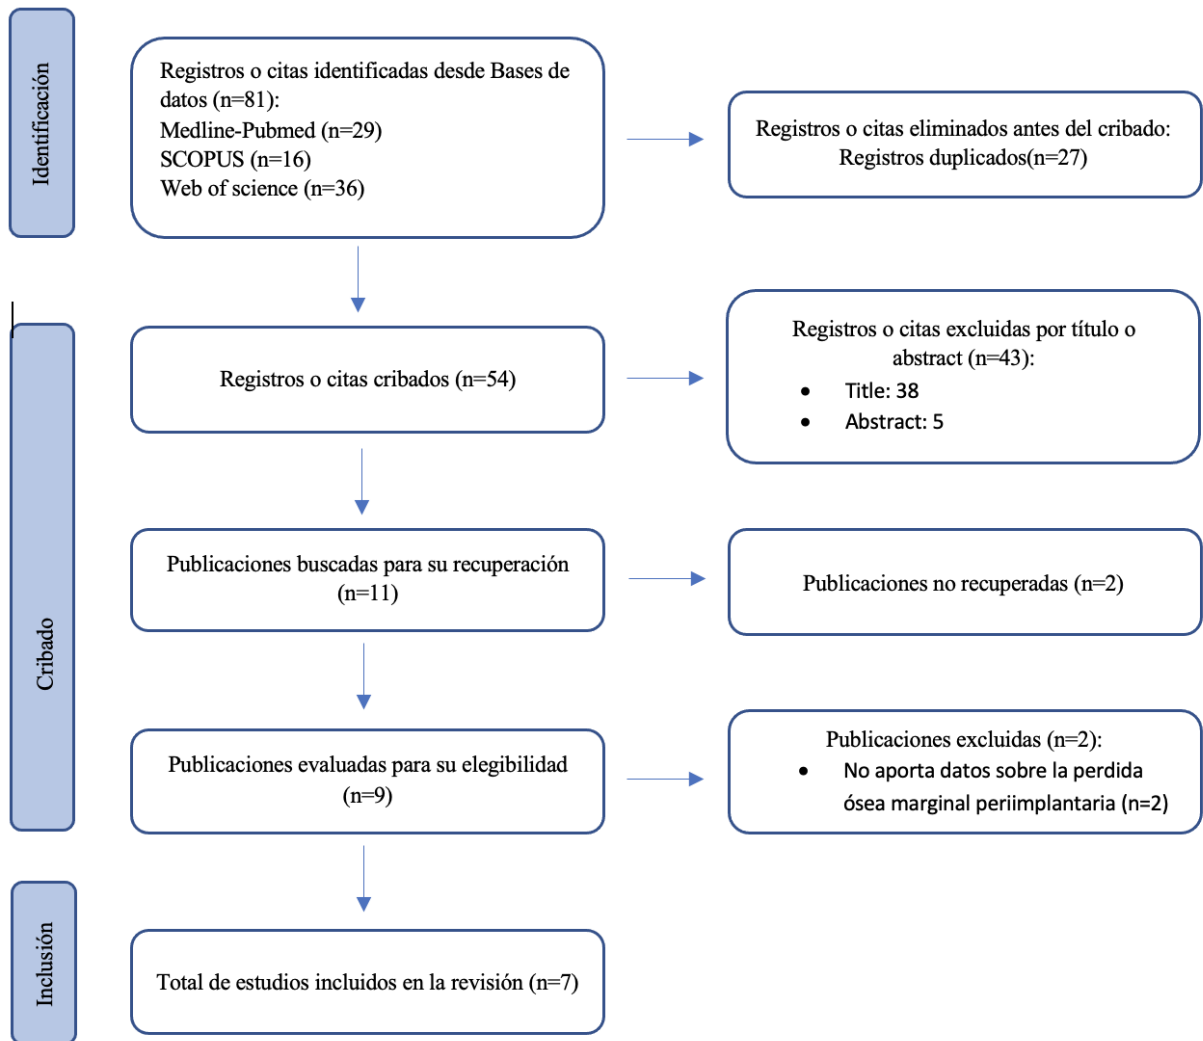 Identificación
Registros o citas identificadas desde Bases de
datos (n=81):
Medline-Pubmed (n=29)
SCOPUS (n=16)
Web of science (n=36)
Registros o citas eliminados antes del cribado:
Registros duplicados(n=27)
Cribado
Registros o citas cribados (n=54)
Registros o citas excluidas por título o
abstract (n=43):
• Title: 38
• Abstract: 5
Publicaciones buscadas para su recuperación
(n=11)
Publicaciones no recuperadas (n=2)
Publicaciones evaluadas para su elegibilidad
(n=9)
Publicaciones excluidas (n=2):
• No aporta datos sobre la perdida
ósea marginal periimplantaria (n=2)
Inclusión
Total de estudios incluidos en la revisión (n=7)